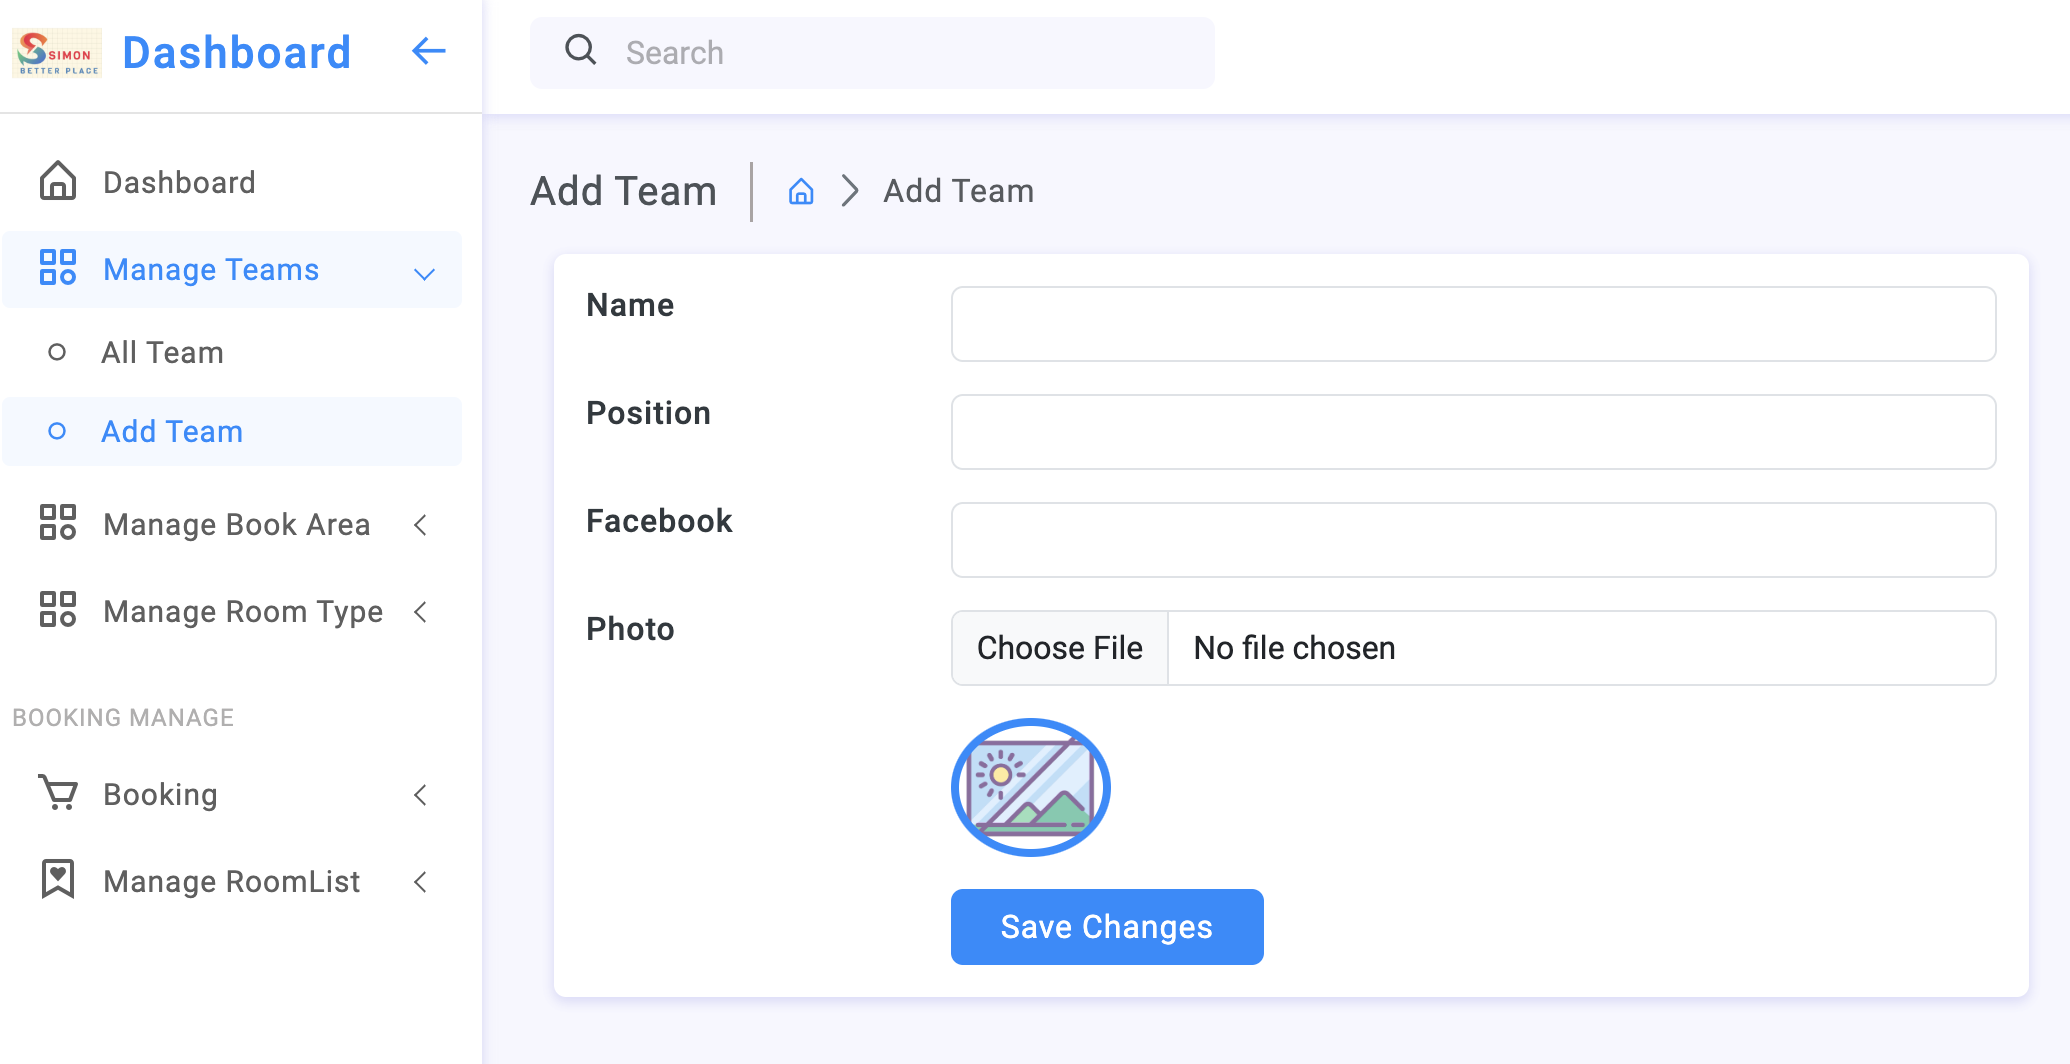 SIMON
BETTER PLACE
Dashboard
Search
Dashboard
Manage Teams
All Team
Add Team
Manage Book Area
Manage Room Type
BOOKING MANAGE
Booking
Manage RoomList
Add Team
Add Team
Name
Position
Facebook
Photo
Choose File No file chosen
Save Changes